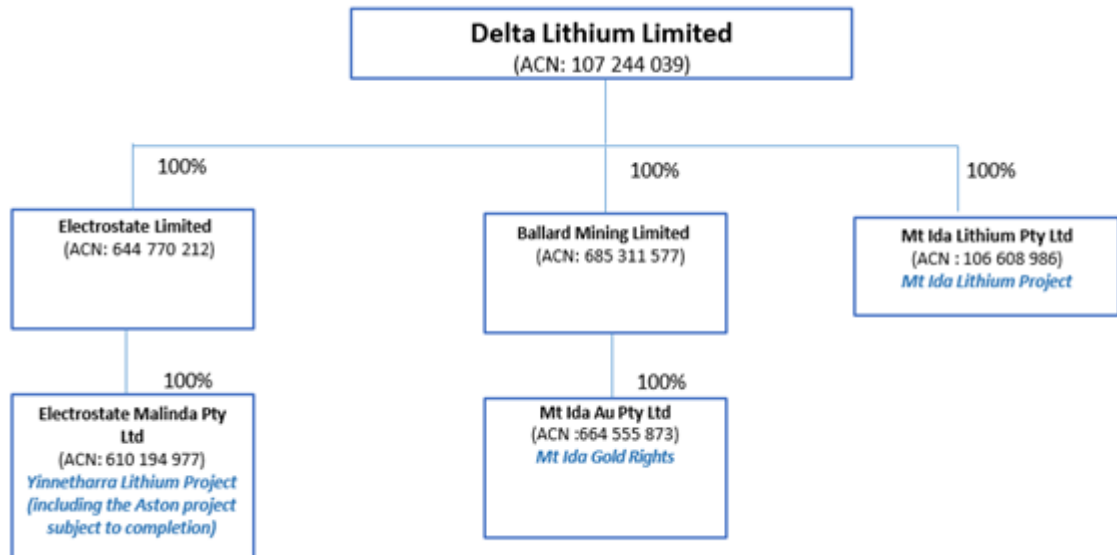 Delta Lithium Limited
(ACN: 107 244 039)
100%
100%
100%
Electrostate Limited
(ACN: 644 770 212)
Ballard Mining Limited
(ACN: 685 311 577)
Mt Ida Lithium Pty Ltd
(ACN : 106 608 986)
Mt Ida Lithium Project
100%
100%
Electrostate Malinda Pty
Ltd
(ACN: 610 194 977)
Yinnetharra Lithium Project
(including the Aston project
subject to completion)
Mt Ida Au Pty Ltd
(ACN :664 555 873)
Mt Ida Gold Rights